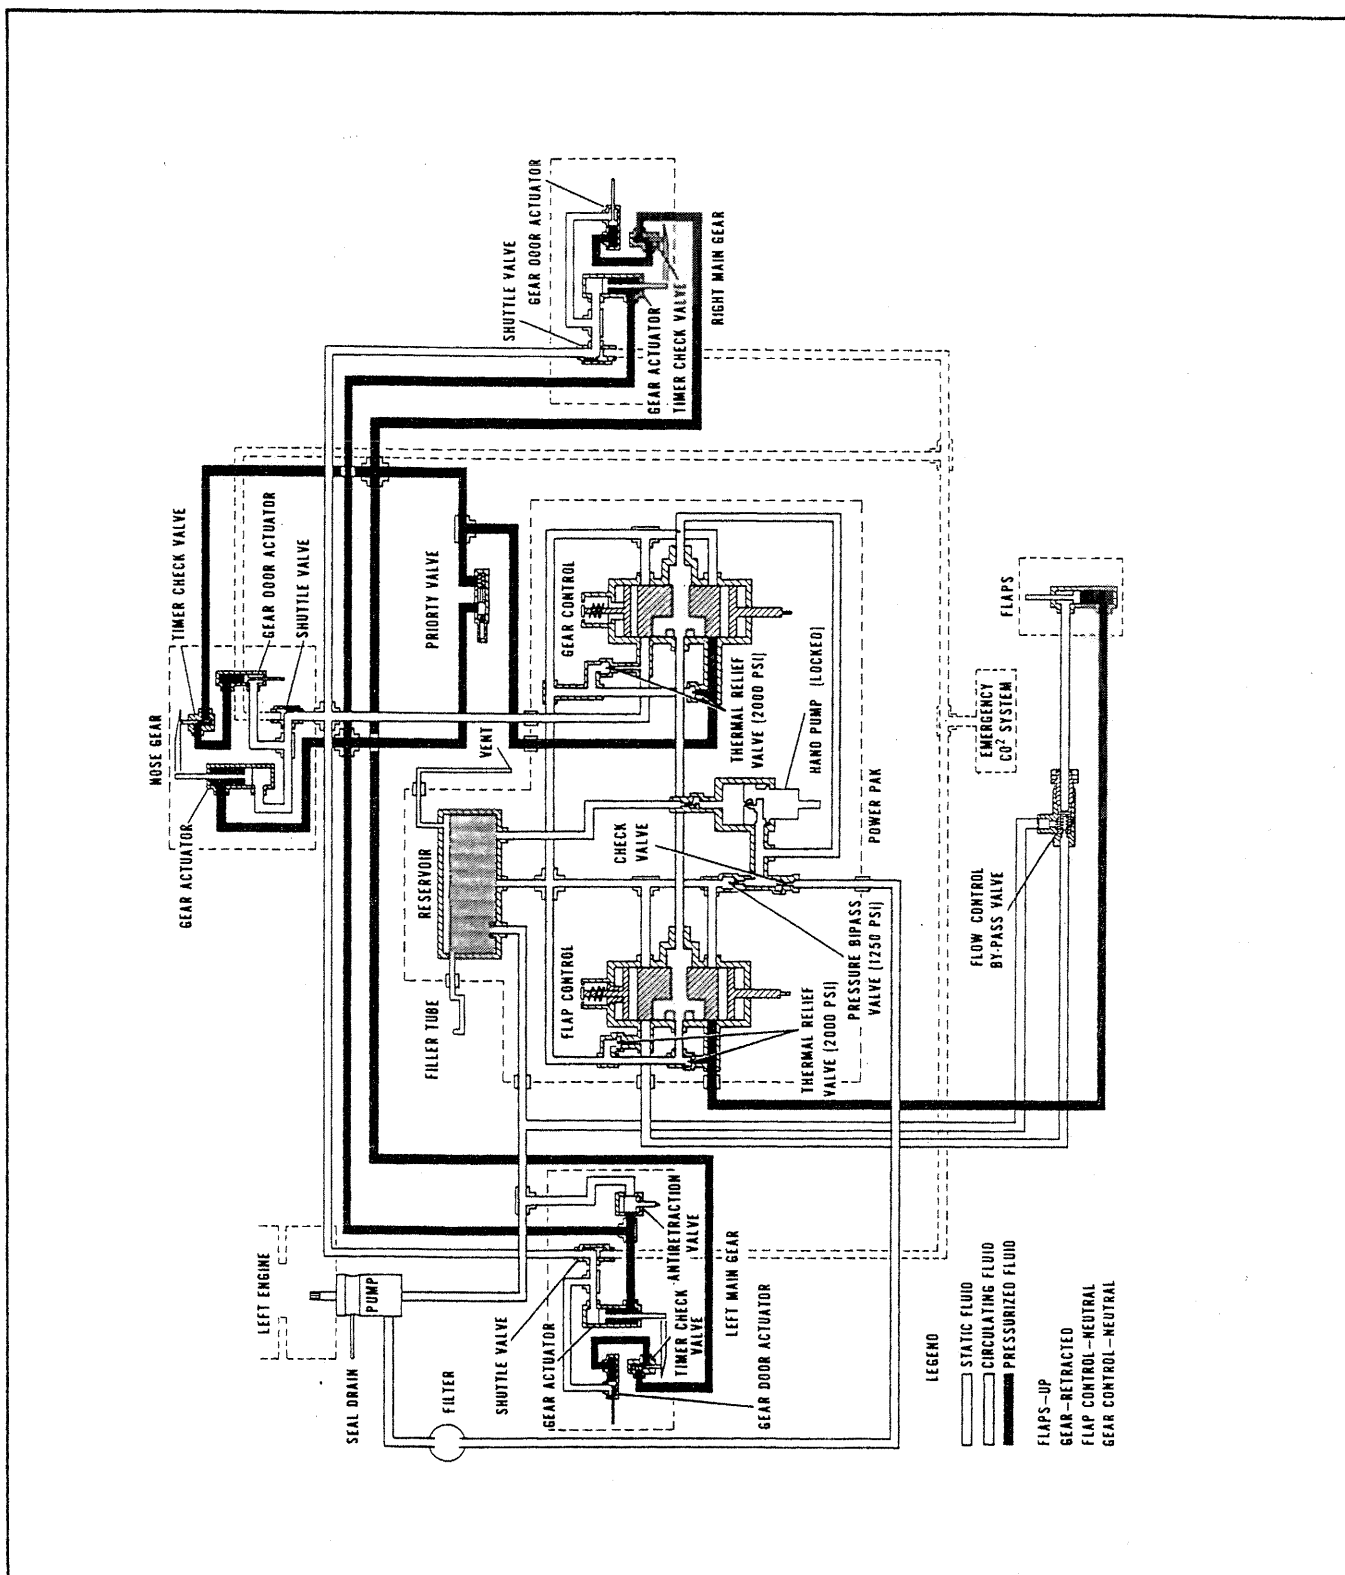 NOSE GEAR
TIMER CHECK VALVE
GEAR DOOR ACTUATOR
SHUTTLE VALVE
GEAR ACTUATOR
SHUTTLE VALVE
GEAR DOOR ACTUATOR
GEAR ACTUATOR
TIMER CHECK VALVE
RIGHT MAIN GEAR
PRIORTY VALVE
GEAR CONTROL
VENT
THERMAL RELIEF
VALVE (2000 PSI)
HAND PUMP (LOCKED)
POWER PAK
RESERVOIR
FILLER TUBE
FLAP CONTROL
CHECK
VALVE
PRESSURE BIPASS
VALVE (1250 PSI)
THERMAL RELIEF
VALVE (2000 PSI)
FLAPS
EMERGENCY
CO² SYSTEM
FLOW CONTROL
BY-PASS VALVE
LEFT ENGINE
PUMP
SEAL DRAIN
FILTER
SHUTTLE VALVE
GEAR ACTUATOR
TIMER CHECK
VALVE
ANTIRETRACTION
VALVE
LEFT MAIN GEAR
GEAR DOOR ACTUATOR
LEGEND
STATIC FLUID
CIRCULATING FLUID
PRESSURIZED FLUID
FLAPS—UP
GEAR—RETRACTED
FLAP CONTROL—NEUTRAL
GEAR CONTROL—NEUTRAL